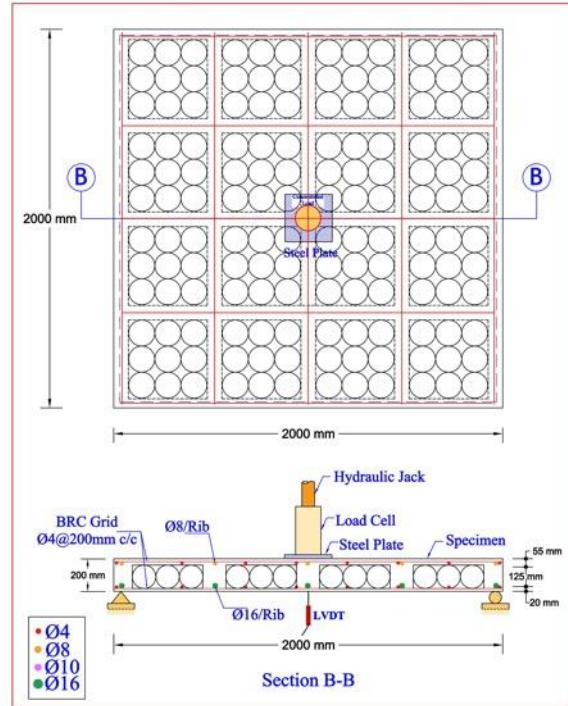 B
B
2000 mm
Steel Plate
2000 mm
Hydraulic Jack
BRC Grid
Ø4@200mm c/c
Ø8/Rib
Load Cell
Steel Plate
Specimen
55 mm
200 mm
125 mm
20 mm
Ø16/Rib
LVDT
2000 mm
Ø4
Ø8
Ø10
Ø16
Section B-B